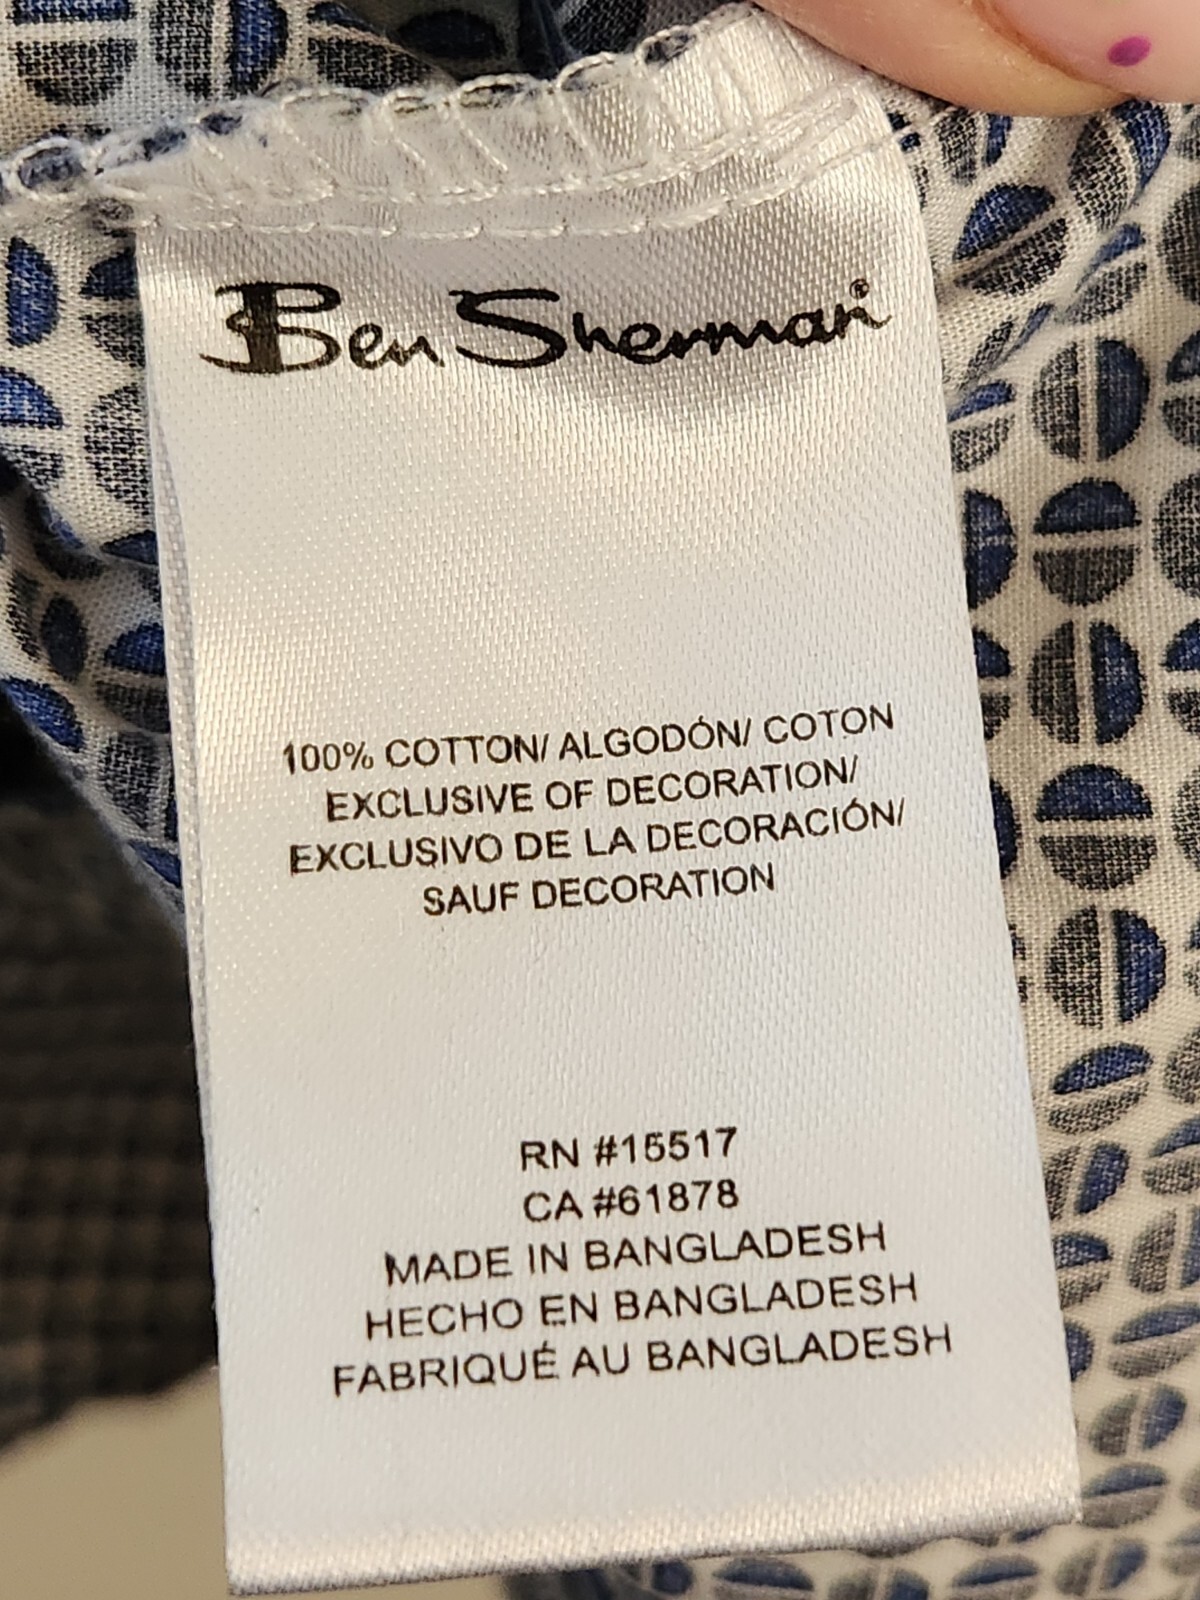 Ben Sherman®
100% COTTON/ ALGODÓN/ COTON
EXCLUSIVE OF DECORATION/
EXCLUSIVO DE LA DECORACIÓN/
SAUF DECORATION
RN #15517
CA #61878
MADE IN BANGLADESH
HECHO EN BANGLADESH
FABRIQUÉ AU BANGLADESH